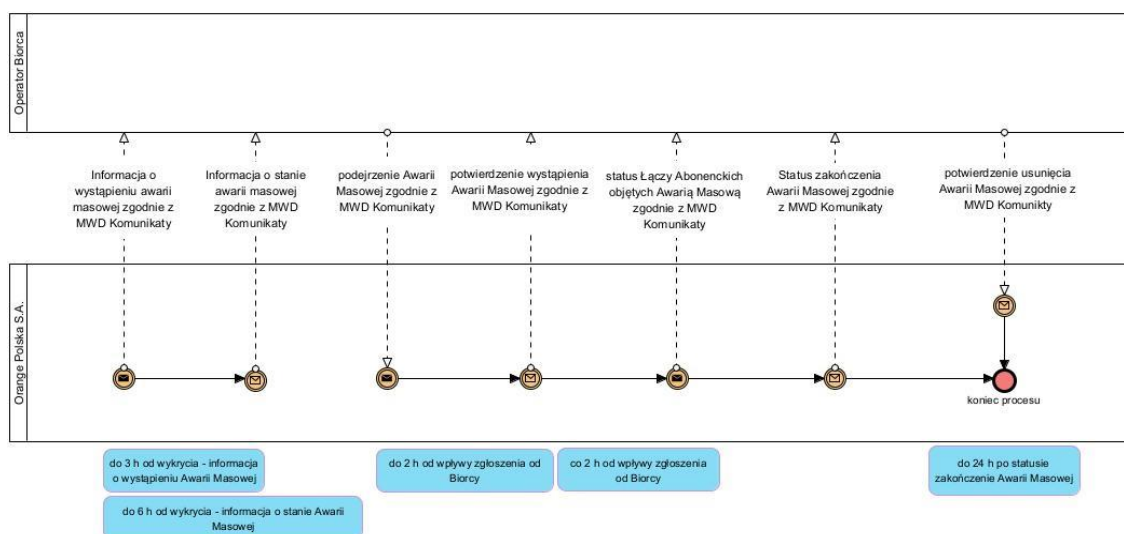 Operator Biorca
Informacja o
wystąpieniu awarii
masowej zgodnie z
MWD Komunikaty
Informacja o stanie
awarii masowej
zgodnie z MWD
Komunikaty
podejrzenie Awarii
Masowej zgodnie z
MWD Komunikaty
potwierdzenie wystąpienia
Awarii Masowej zgodnie z
MWD Komunikaty
status Łączy Abonenckich
objętych Awarią Masową
zgodnie z MWD
Komunikaty
Status zakończenia
Awarii Masowej zgodnie
z MWD Komunikaty
potwierdzenie usunięcia
Awarii Masowej zgodnie z
MWD Komunikty
Orange Polska S.A.
koniec procesu
do 3 h od wykrycia - informacja
o wystąpieniu Awarii Masowej
do 6 h od wykrycia - informacja o stanie Awarii
Masowej
do 2 h od wpływy zgłoszenia od
Biorcy
co 2 h od wpływy zgłoszenia
od Biorcy
do 24 h po statusie
zakończenie Awarii Masowej